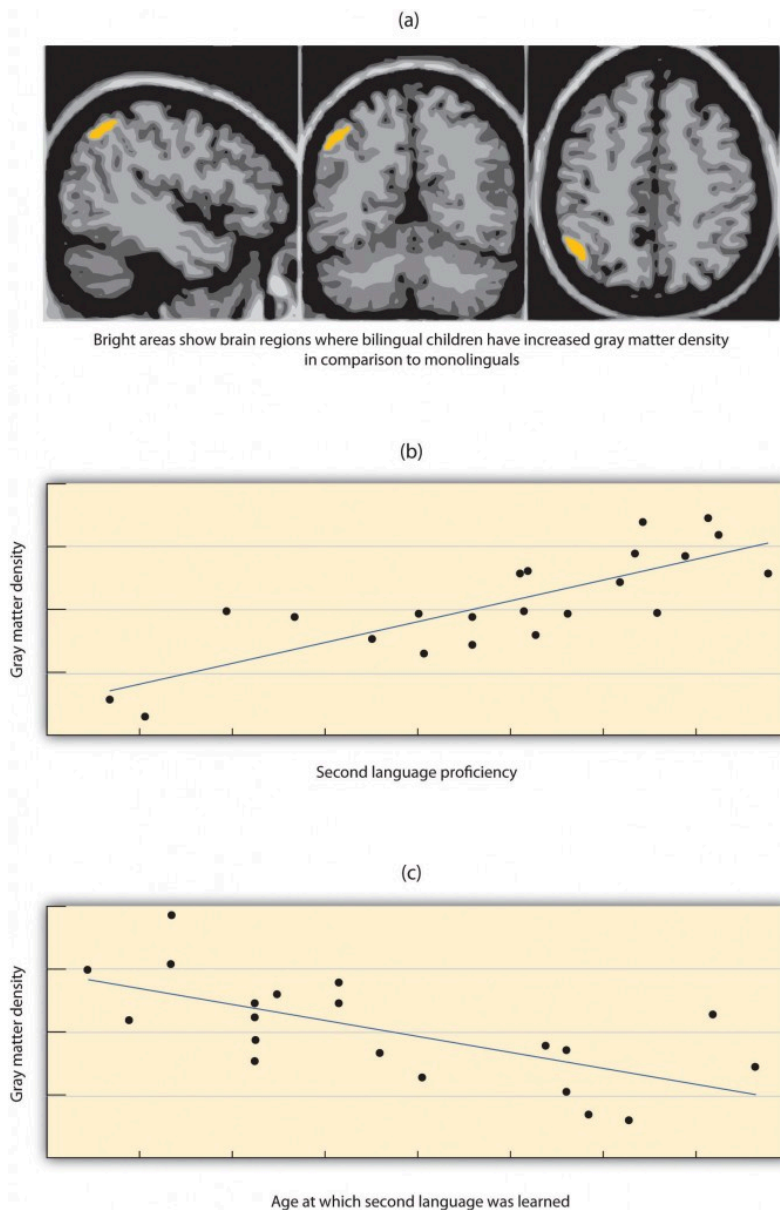 (a)
Bright areas show brain regions where bilingual children have increased gray matter density
in comparison to monolinguals
(b)
Gray matter density
Second language proficiency
(c)
Gray matter density
Age at which second language was learned